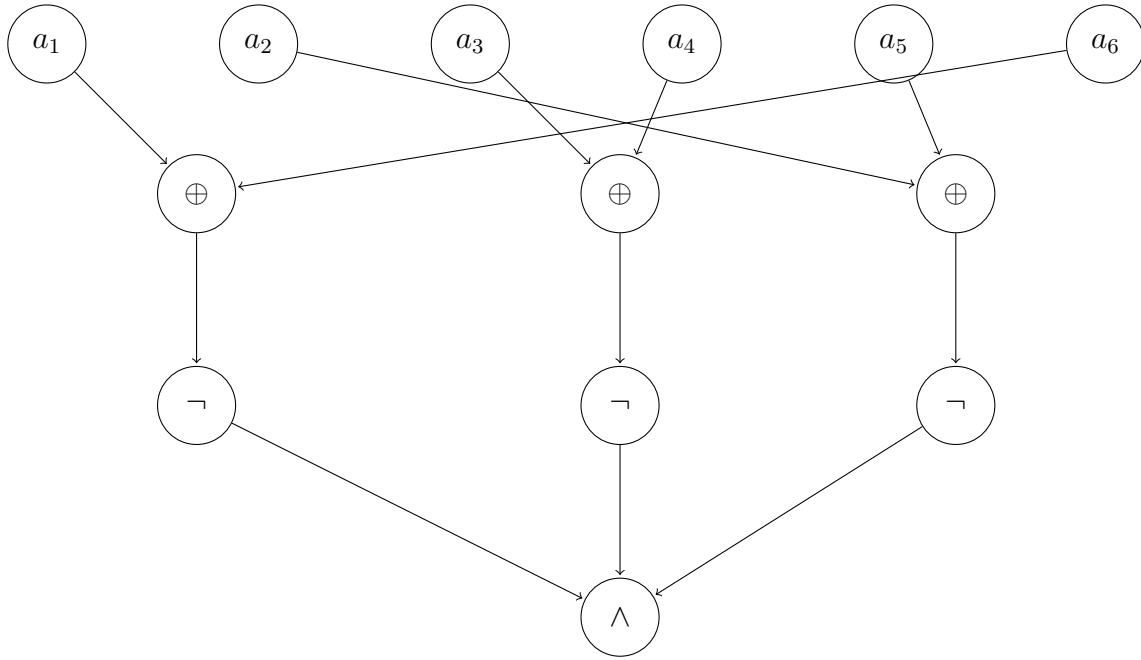 a₁ a₂ a₃ a₄ a₅ a₆
⊕ ⊕ ⊕
¬ ¬ ¬
∧